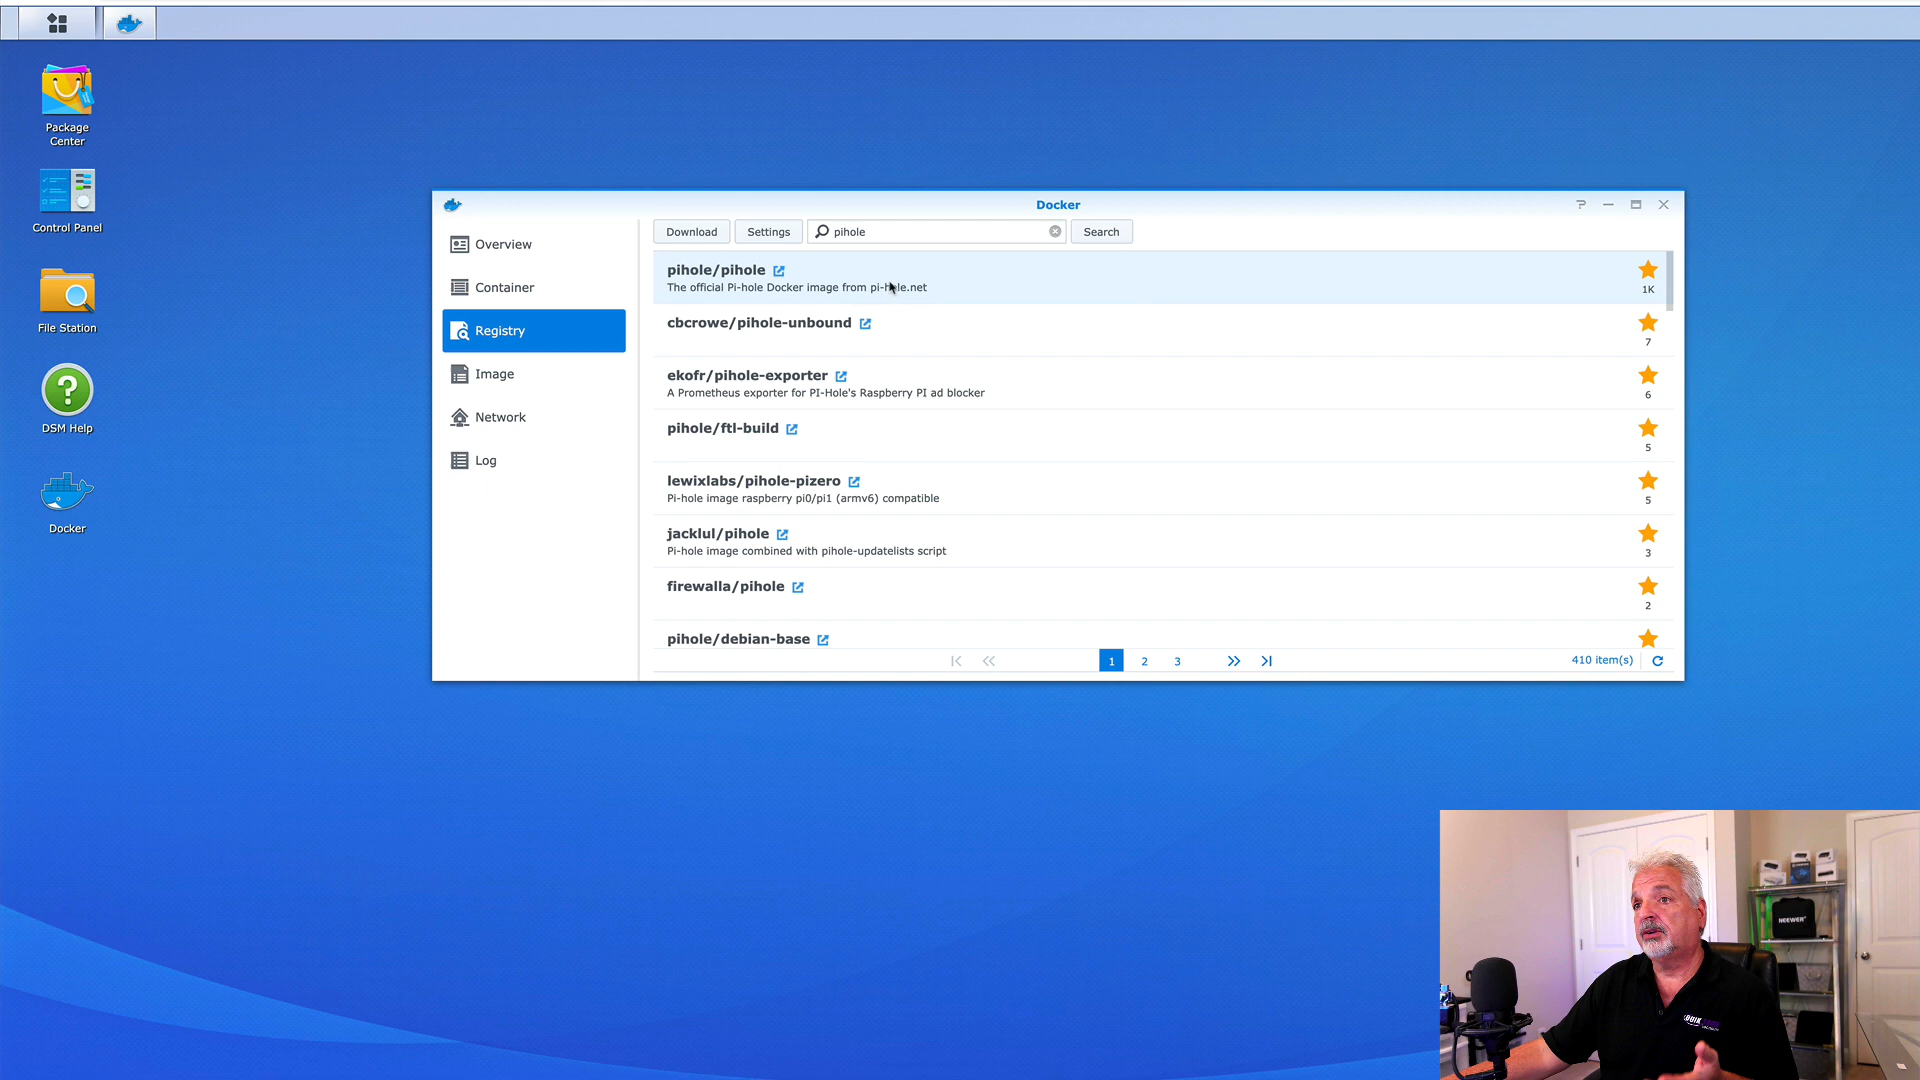 Package
Center
Control Panel
File Station
DSM Help
Docker
Docker
Overview
Container
Registry
Image
Network
Log
Download
Settings
pihole
Search
pihole/pihole
The official Pi-hole Docker image from pi-hole.net
1K
cbcrowe/pihole-unbound
7
ekofr/pihole-exporter
A Prometheus exporter for PI-Hole's Raspberry PI ad blocker
6
pihole/ftl-build
5
lewixlabs/pihole-pizero
Pi-hole image raspberry pi0/pi1 (armv6) compatible
5
jacklul/pihole
Pi-hole image combined with pihole-updatelists script
3
firewalla/pihole
2
pihole/debian-base
1 2 3
410 item(s)
NEEWER